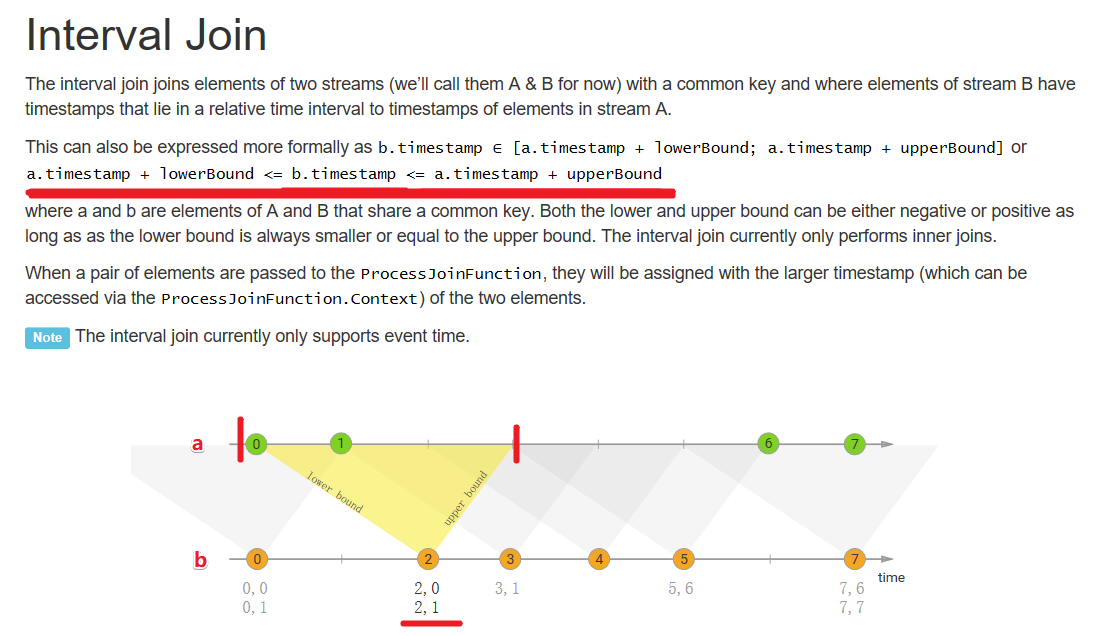 Interval Join
The interval join joins elements of two streams (we'll call them A & B for now) with a common key and where elements of stream B have
timestamps that lie in a relative time interval to timestamps of elements in stream A.
This can also be expressed more formally as b.timestamp ∈ [a.timestamp + lowerBound; a.timestamp + upperBound] or
a.timestamp + lowerBound <= b.timestamp <= a.timestamp + upperBound
where a and b are elements of A and B that share a common key. Both the lower and upper bound can be either negative or positive as
long as as the lower bound is always smaller or equal to the upper bound. The interval join currently only performs inner joins.
When a pair of elements are passed to the ProcessJoinFunction, they will be assigned with the larger timestamp (which can be
accessed via the ProcessJoinFunction.Context) of the two elements.
Note The interval join currently only supports event time.
a 0 1 6 7
lower bound upper bound
b 0 2 3 4 5 7
time
0, 0 2, 0 3, 1 5, 6 7, 6
0, 1 2, 1 7, 7